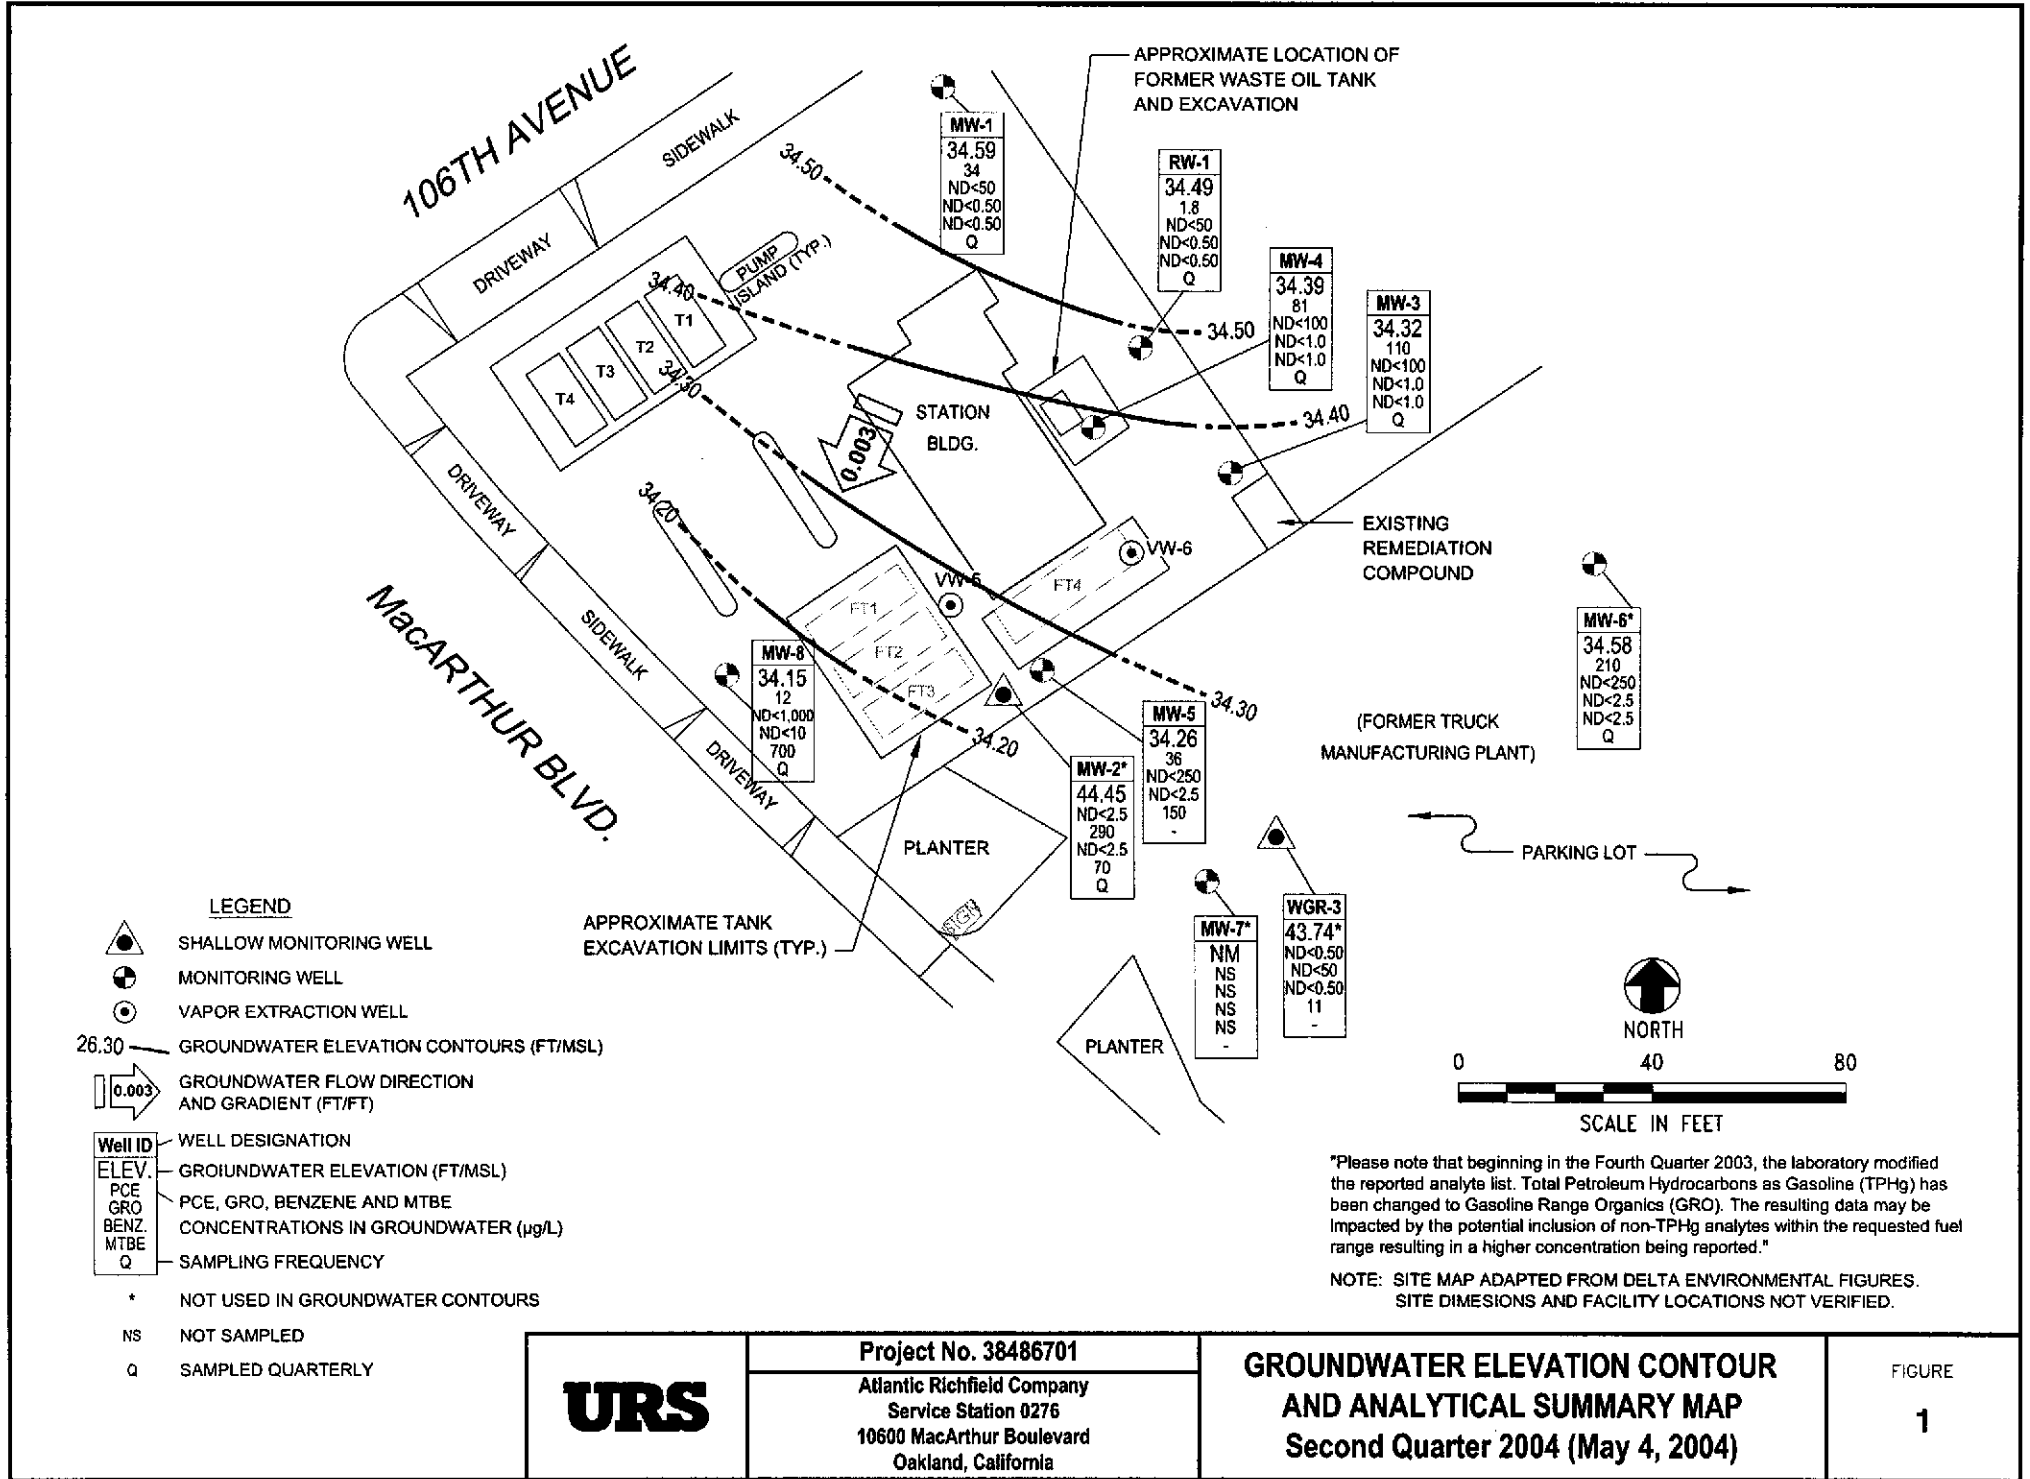 106TH AVENUE
SIDEWALK
DRIVEWAY
APPROXIMATE LOCATION OF
FORMER WASTE OIL TANK
AND EXCAVATION
MW-1
34.59
34
ND<50
ND<0.50
ND<0.50
Q
RW-1
34.49
1.8
ND<50
ND<0.50
ND<0.50
Q
MW-4
34.39
81
ND<100
ND<1.0
ND<1.0
Q
MW-3
34.32
110
ND<100
ND<1.0
ND<1.0
Q
34.50
34.50
PUMP
ISLAND (TYP.)
34.40
34.40
T1
T2
T3
T4
34.30
0.003
STATION
BLDG.
34.20
DRIVEWAY
SIDEWALK
DRIVEWAY
MacARTHUR BLVD.
EXISTING
REMEDIATION
COMPOUND
VW-6
VW-5
FT4
FT1
FT2
FT3
MW-8
34.15
12
ND<1,000
ND<10
700
Q
34.30
34.20
MW-5
34.26
36
ND<250
ND<2.5
150
-
MW-2*
44.45
ND<2.5
290
ND<2.5
70
Q
MW-6*
34.58
210
ND<250
ND<2.5
ND<2.5
Q
(FORMER TRUCK
MANUFACTURING PLANT)
PARKING LOT
PLANTER
SIGN
APPROXIMATE TANK
EXCAVATION LIMITS (TYP.)
MW-7*
NM
NS
NS
NS
NS
-
WGR-3
43.74*
ND<0.50
ND<50
ND<0.50
11
-
PLANTER
NORTH
0 40 80
SCALE IN FEET
LEGEND
SHALLOW MONITORING WELL
MONITORING WELL
VAPOR EXTRACTION WELL
26.30 GROUNDWATER ELEVATION CONTOURS (FT/MSL)
0.003
GROUNDWATER FLOW DIRECTION
AND GRADIENT (FT/FT)
Well ID WELL DESIGNATION
ELEV. GROIUNDWATER ELEVATION (FT/MSL)
PCE
GRO
BENZ.
MTBE
PCE, GRO, BENZENE AND MTBE
CONCENTRATIONS IN GROUNDWATER (µg/L)
Q SAMPLING FREQUENCY
* NOT USED IN GROUNDWATER CONTOURS
NS NOT SAMPLED
Q SAMPLED QUARTERLY
"Please note that beginning in the Fourth Quarter 2003, the laboratory modified
the reported analyte list. Total Petroleum Hydrocarbons as Gasoline (TPHg) has
been changed to Gasoline Range Organics (GRO). The resulting data may be
impacted by the potential inclusion of non-TPHg analytes within the requested fuel
range resulting in a higher concentration being reported."
NOTE: SITE MAP ADAPTED FROM DELTA ENVIRONMENTAL FIGURES.
SITE DIMESIONS AND FACILITY LOCATIONS NOT VERIFIED.
URS
Project No. 38486701
Atlantic Richfield Company
Service Station 0276
10600 MacArthur Boulevard
Oakland, California
GROUNDWATER ELEVATION CONTOUR
AND ANALYTICAL SUMMARY MAP
Second Quarter 2004 (May 4, 2004)
FIGURE
1